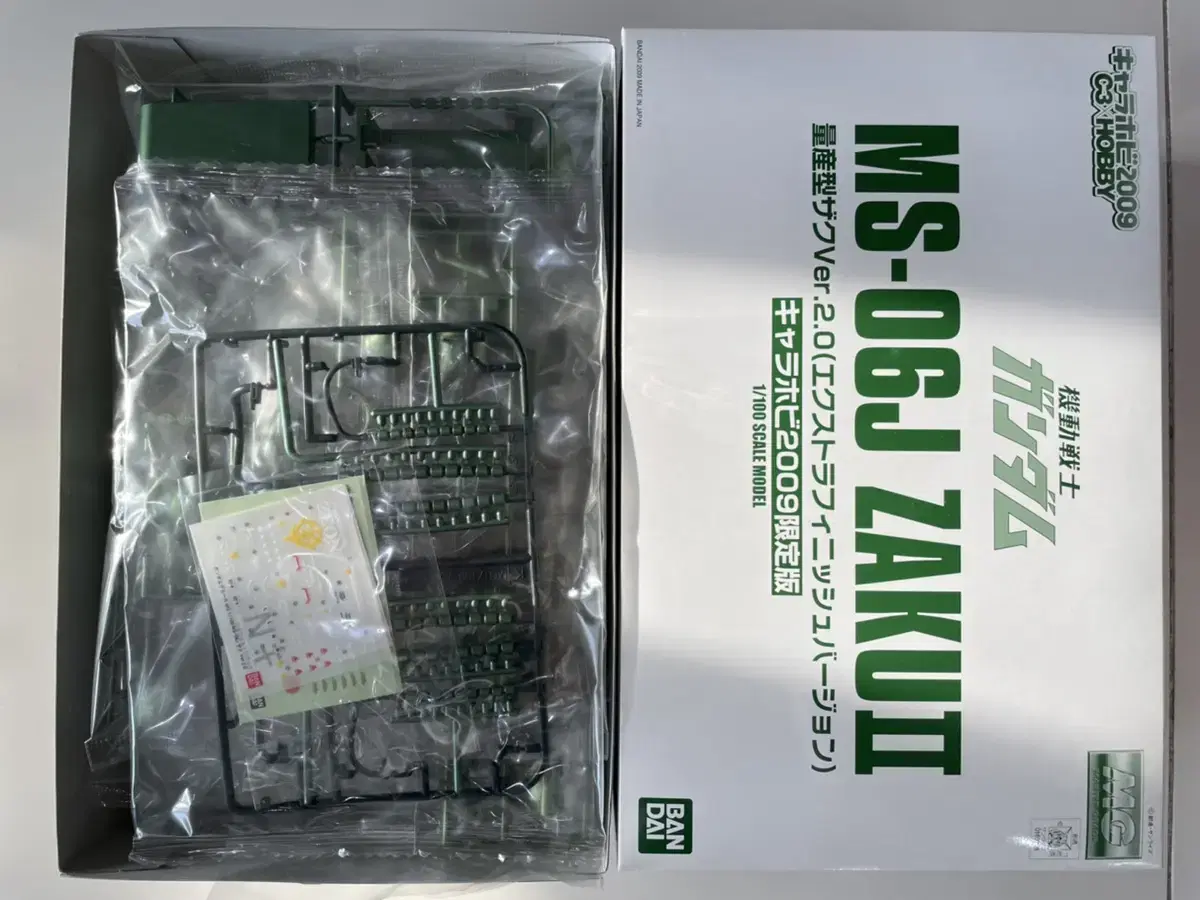 キャラホビ2009
C3×HOBBY
機動戦士
ガンダム
MS-06J ZAKU II
量産型ザクVer.2.0(エクストラフィニッシュバージョン)
キャラホビ2009限定版
1/100 SCALE MODEL
BANDAI 2009 MADE IN JAPAN
BAN
DAI
MG